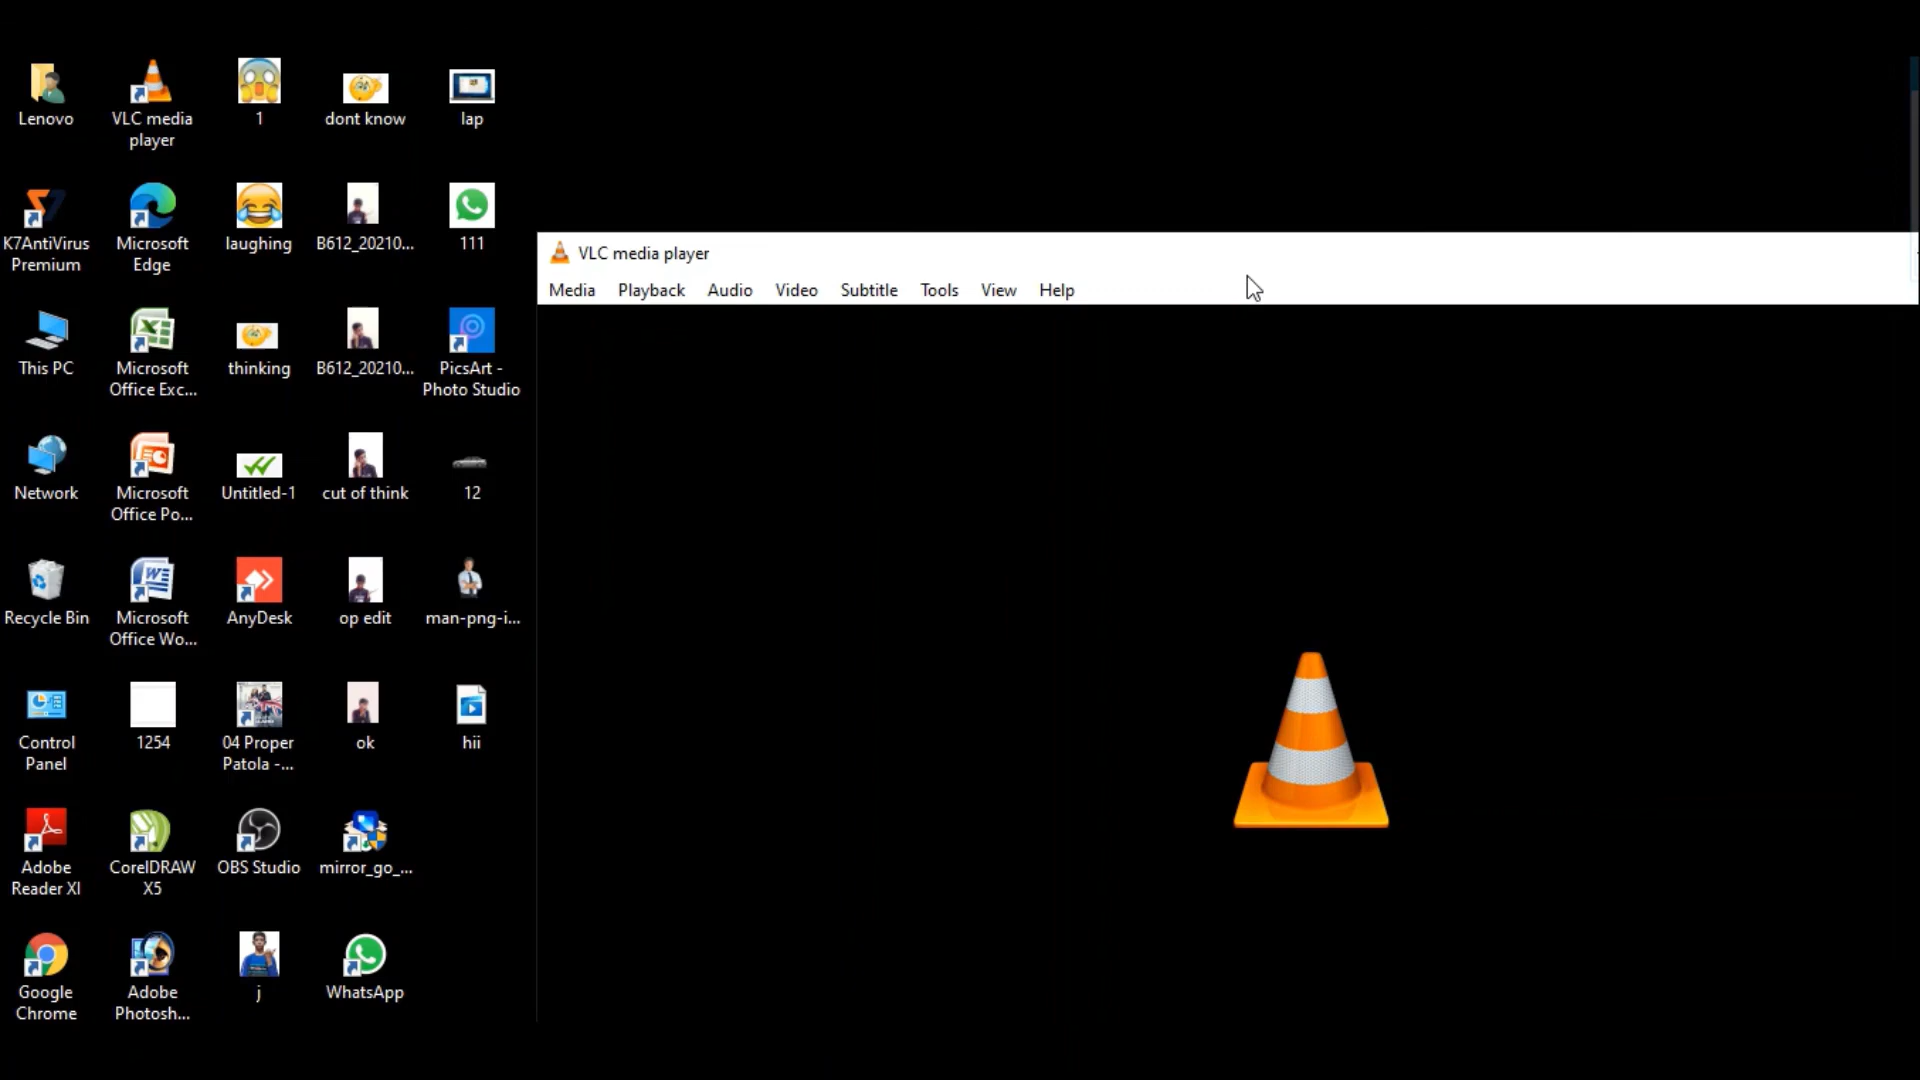 Lenovo
VLC media
player
1
dont know
lap
K7AntiVirus
Premium
Microsoft
Edge
laughing
B612_20210...
111
This PC
Microsoft
Office Exc...
thinking
B612_20210...
PicsArt -
Photo Studio
Network
Microsoft
Office Po...
Untitled-1
cut of think
12
Recycle Bin
Microsoft
Office Wo...
AnyDesk
op edit
man-png-i...
Control
Panel
1254
04 Proper
Patola -...
ok
hii
Adobe
Reader XI
CorelDRAW
X5
OBS Studio
mirror_go_...
Google
Chrome
Adobe
Photosh...
j
WhatsApp
VLC media player
Media Playback Audio Video Subtitle Tools View Help